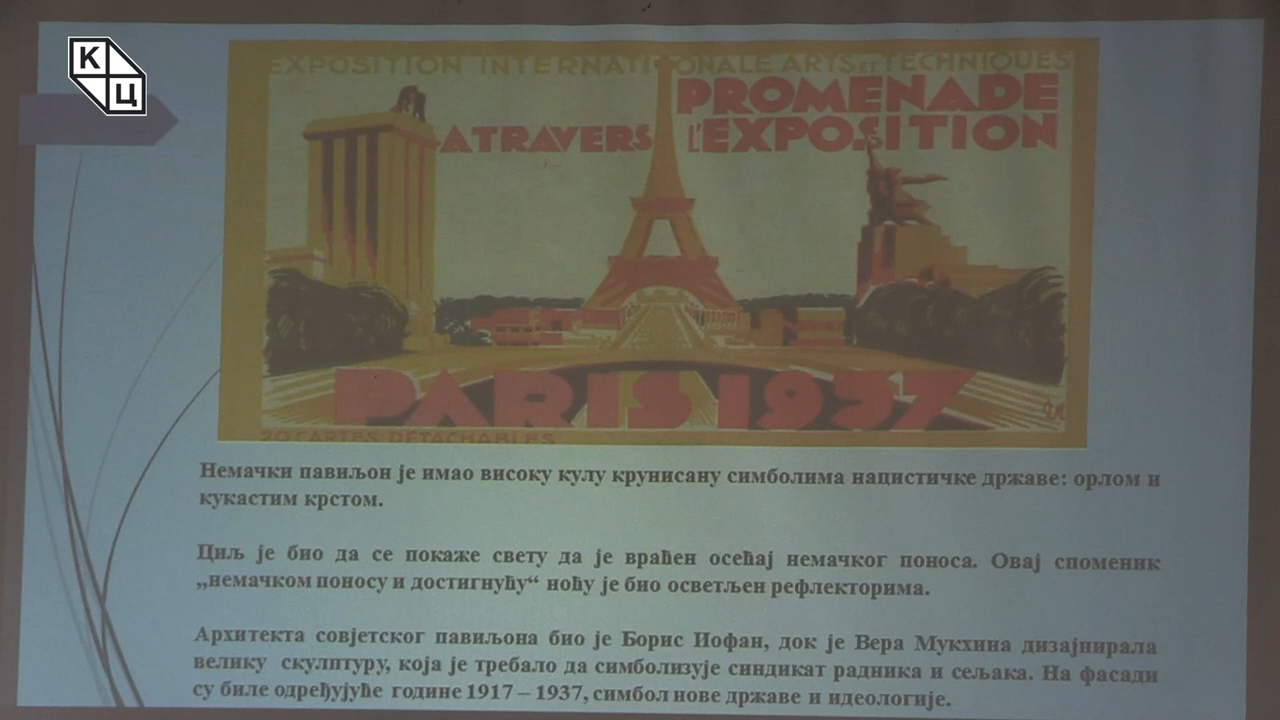 К
Ц
EXPOSITION INTERNATIONALE ARTS ET TECHNIQUES
PROMENADE
ATRAVERS L'EXPOSITION
PARIS 1937
20 CARTES DÉTACHABLES
Немачки павиљон је имао високу кулу крунисану симболима нацистичке државе: орлом и
кукастим крстом.
Циљ је био да се покаже свету да је враћен осећај немачког поноса. Овај споменик
„немачком поносу и достигнућу“ ноћу је био осветљен рефлекторима.
Архитекта совјетског павиљона био је Борис Иофан, док је Вера Мукхина дизајнирала
велику скулптуру, која је требало да симболизује синдикат радника и сељака. На фасади
су биле одређујуће године 1917 – 1937, симбол нове државе и идеологије.